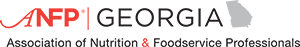 ANFP | GEORGIA
Association of Nutrition & Foodservice Professionals